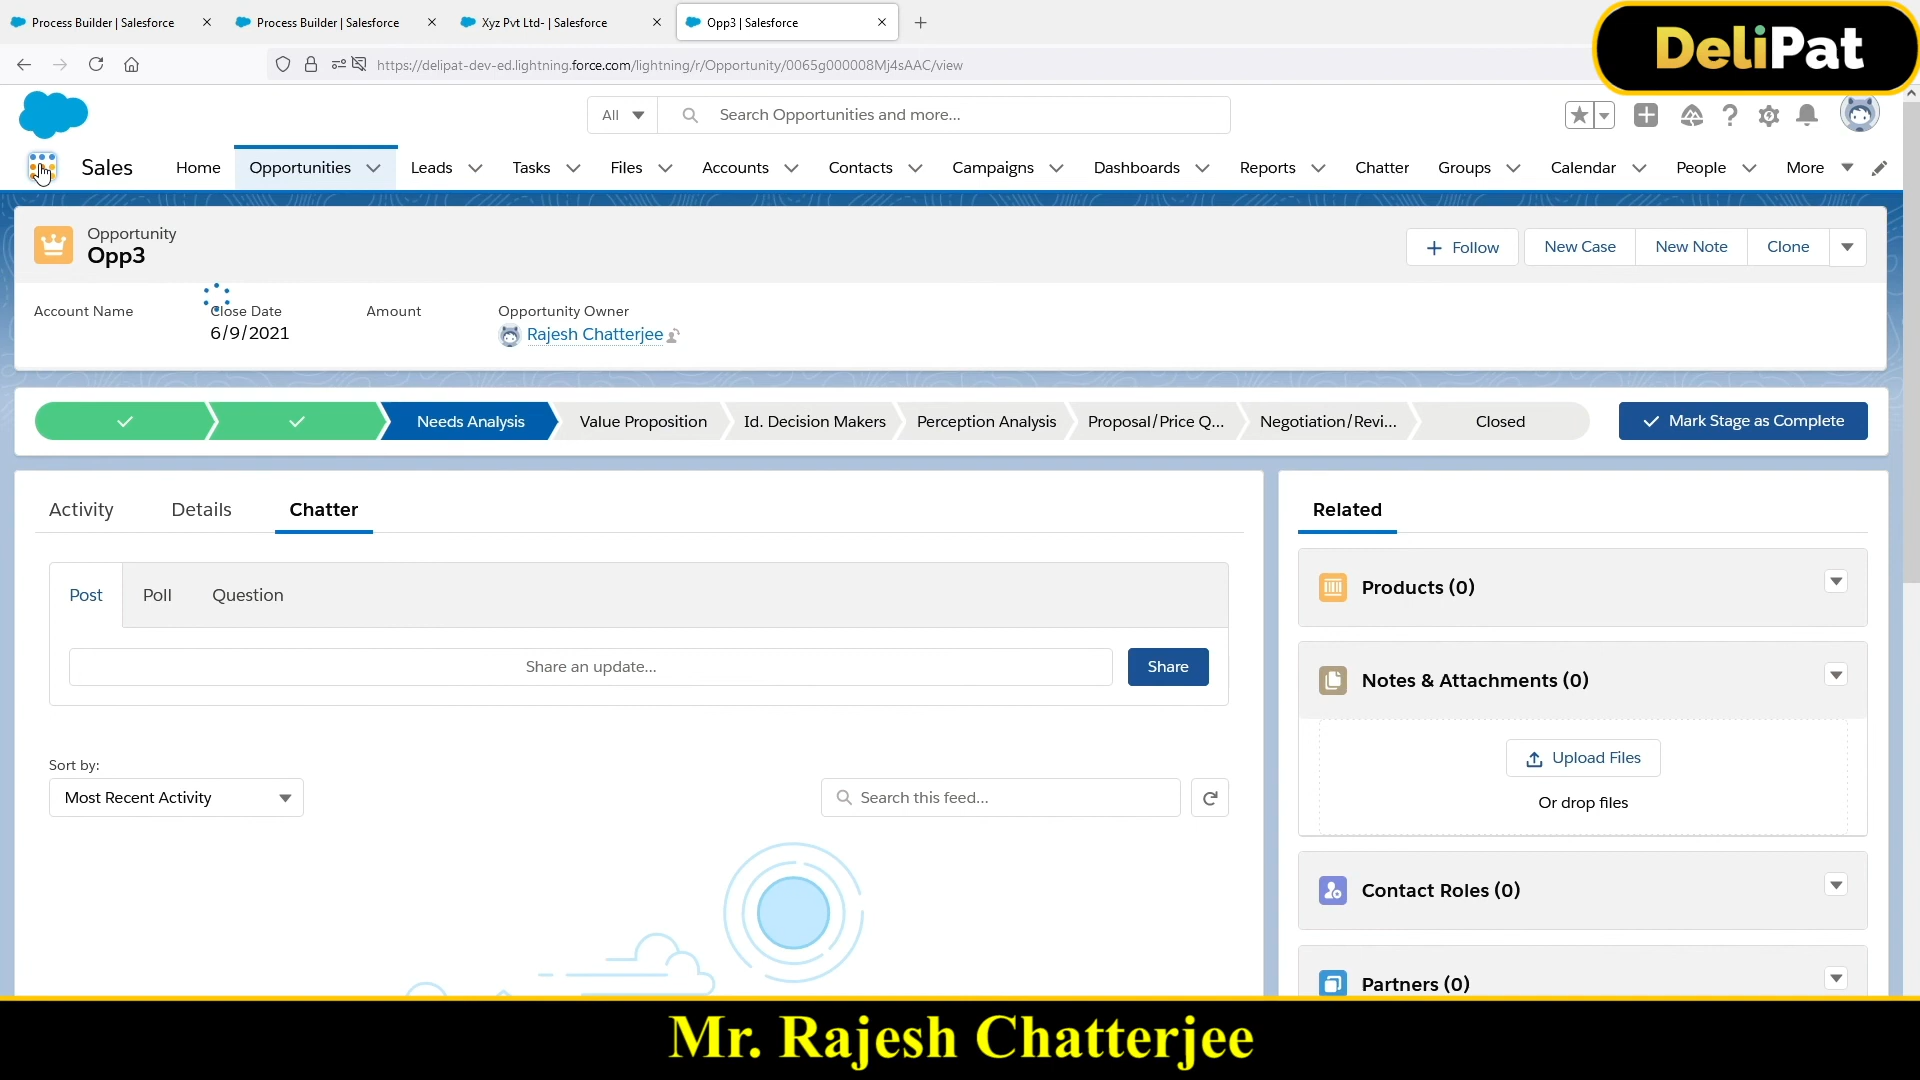 Process Builder | Salesforce
Process Builder | Salesforce
Xyz Pvt Ltd- | Salesforce
Opp3 | Salesforce
DeliPat
https://delipat-dev-ed.lightning.force.com/lightning/r/Opportunity/0065g000008Mj4sAAC/view
All
Search Opportunities and more...
Sales
Home
Opportunities
Leads
Tasks
Files
Accounts
Contacts
Campaigns
Dashboards
Reports
Chatter
Groups
Calendar
People
More
Opportunity
Opp3
Follow
New Case
New Note
Clone
Account Name
Close Date
Amount
Opportunity Owner
6/9/2021
Rajesh Chatterjee
Needs Analysis
Value Proposition
Id. Decision Makers
Perception Analysis
Proposal/Price Q...
Negotiation/Revi...
Closed
Mark Stage as Complete
Activity
Details
Chatter
Post
Poll
Question
Share an update...
Share
Sort by:
Most Recent Activity
Search this feed...
Related
Products (0)
Notes & Attachments (0)
Upload Files
Or drop files
Contact Roles (0)
Partners (0)
Mr. Rajesh Chatterjee